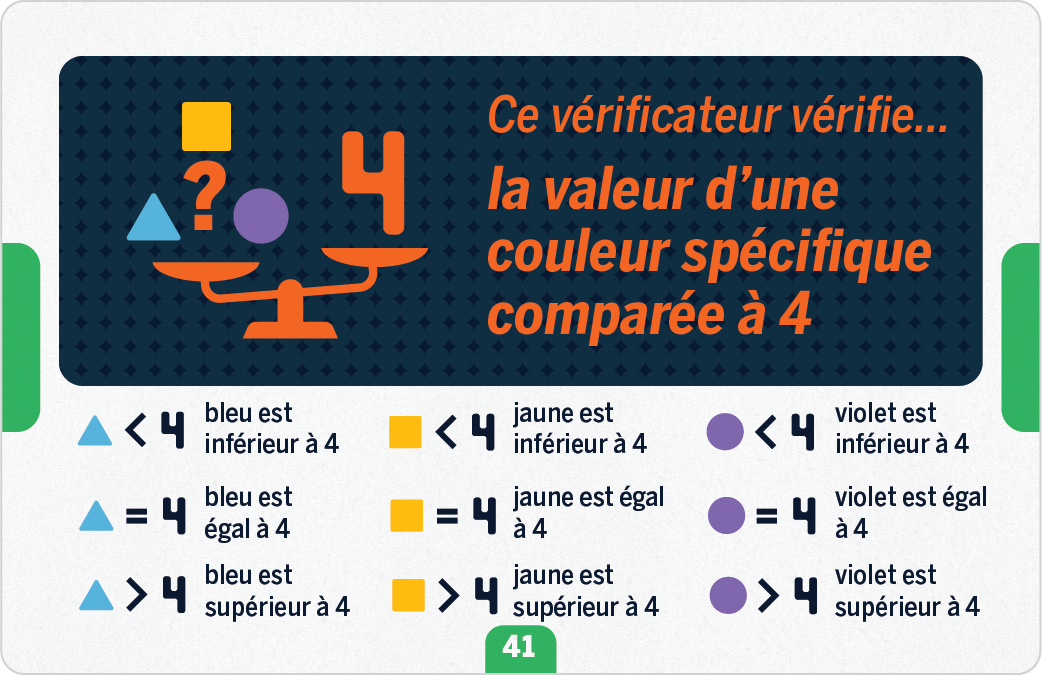 Ce vérificateur vérifie...
? 4
la valeur d’une
couleur spécifique
comparée à 4
< 4 bleu est
inférieur à 4
< 4 jaune est
inférieur à 4
< 4 violet est
inférieur à 4
= 4 bleu est
égal à 4
= 4 jaune est égal
à 4
= 4 violet est égal
à 4
> 4 bleu est
supérieur à 4
> 4 jaune est
supérieur à 4
> 4 violet est
supérieur à 4
41